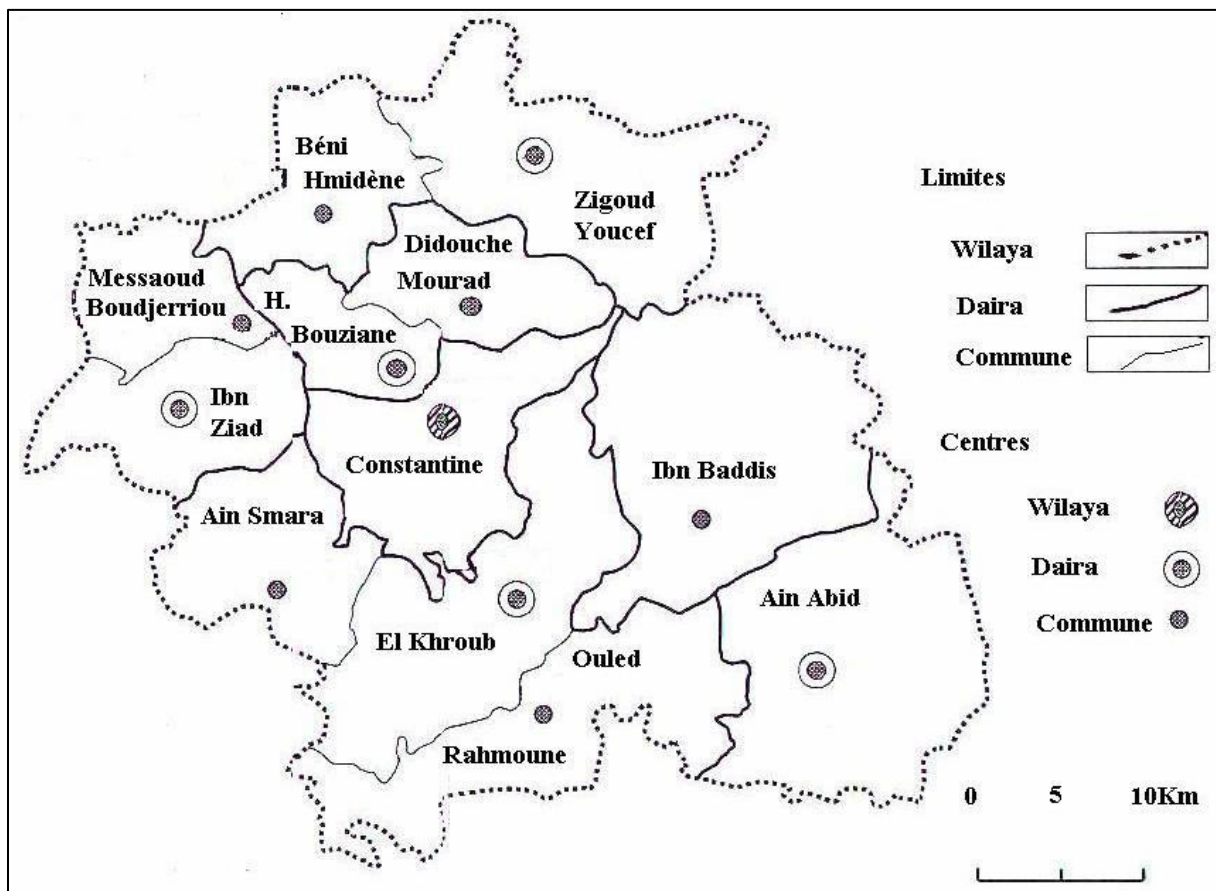 Béni
Hmidène
Zigoud
Youcef
Didouche
Mourad
Messaoud
Boudjerriou
H.
Bouziane
Ibn
Ziad
Constantine
Ibn Baddis
Ain Smara
Ain Abid
El Khroub
Ouled
Rahmoune
Limites
Wilaya
Daira
Commune
Centres
Wilaya
Daira
Commune
0 5 10Km